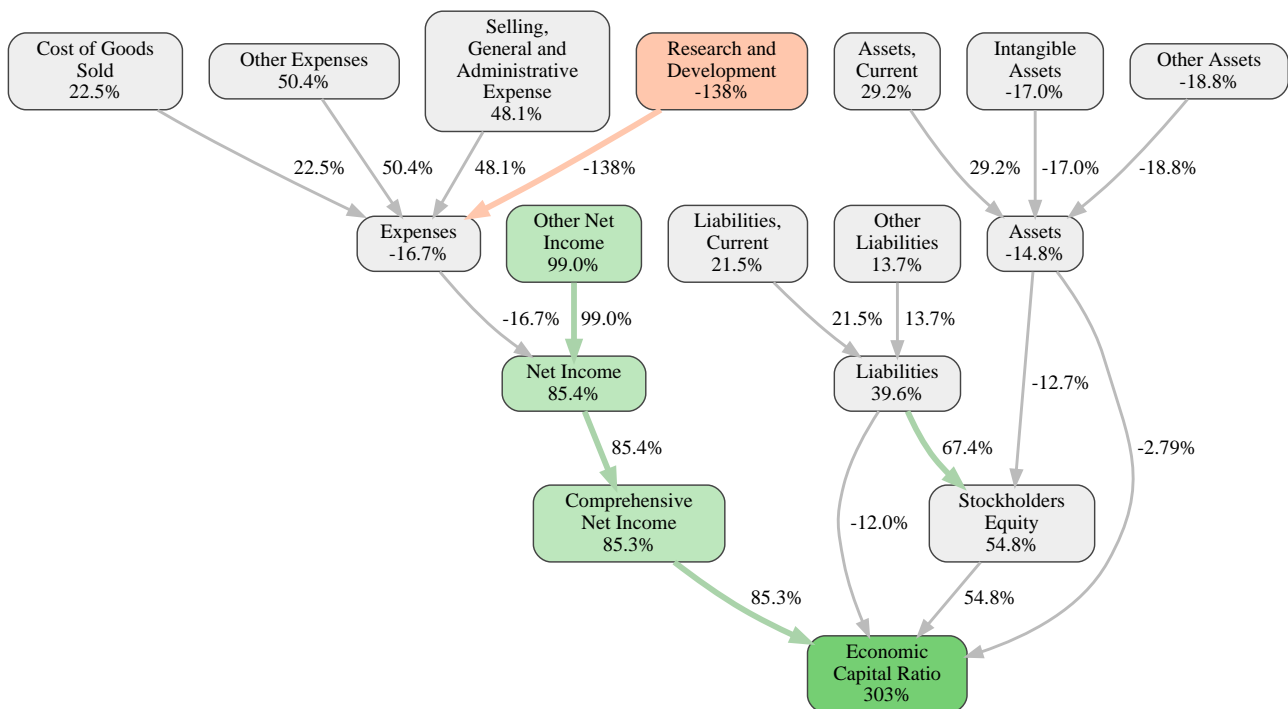 Cost of Goods
Sold
22.5%
Other Expenses
50.4%
Selling,
General and
Administrative
Expense
48.1%
Research and
Development
-138%
Assets,
Current
29.2%
Intangible
Assets
-17.0%
Other Assets
-18.8%
22.5%
50.4%
48.1%
-138%
29.2%
-17.0%
-18.8%
Expenses
-16.7%
Other Net
Income
99.0%
Liabilities,
Current
21.5%
Other
Liabilities
13.7%
Assets
-14.8%
-16.7%
99.0%
21.5%
13.7%
Net Income
85.4%
Liabilities
39.6%
-12.7%
85.4%
67.4%
-2.79%
Comprehensive
Net Income
85.3%
-12.0%
Stockholders
Equity
54.8%
85.3%
54.8%
Economic
Capital Ratio
303%